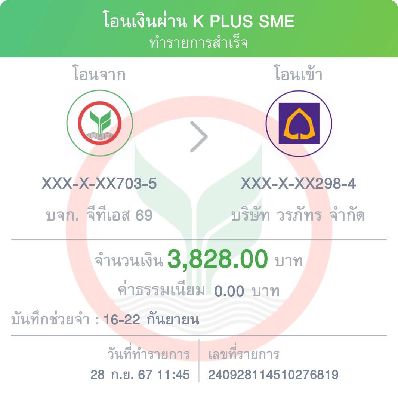 โอนเงินผ่าน K PLUS SME
ทำรายการสำเร็จ
โอนจาก โอนเข้า
XXX-X-XX703-5 XXX-X-XX298-4
บจก. จีทีเอส 69 บริษัท วรภัทร จำกัด
จำนวนเงิน 3,828.00 บาท
ค่าธรรมเนียม 0.00 บาท
บันทึกช่วยจำ : 16-22 กันยายน
วันที่ทำรายการ เลขที่รายการ
28 ก.ย. 67 11:45 240928114510276819